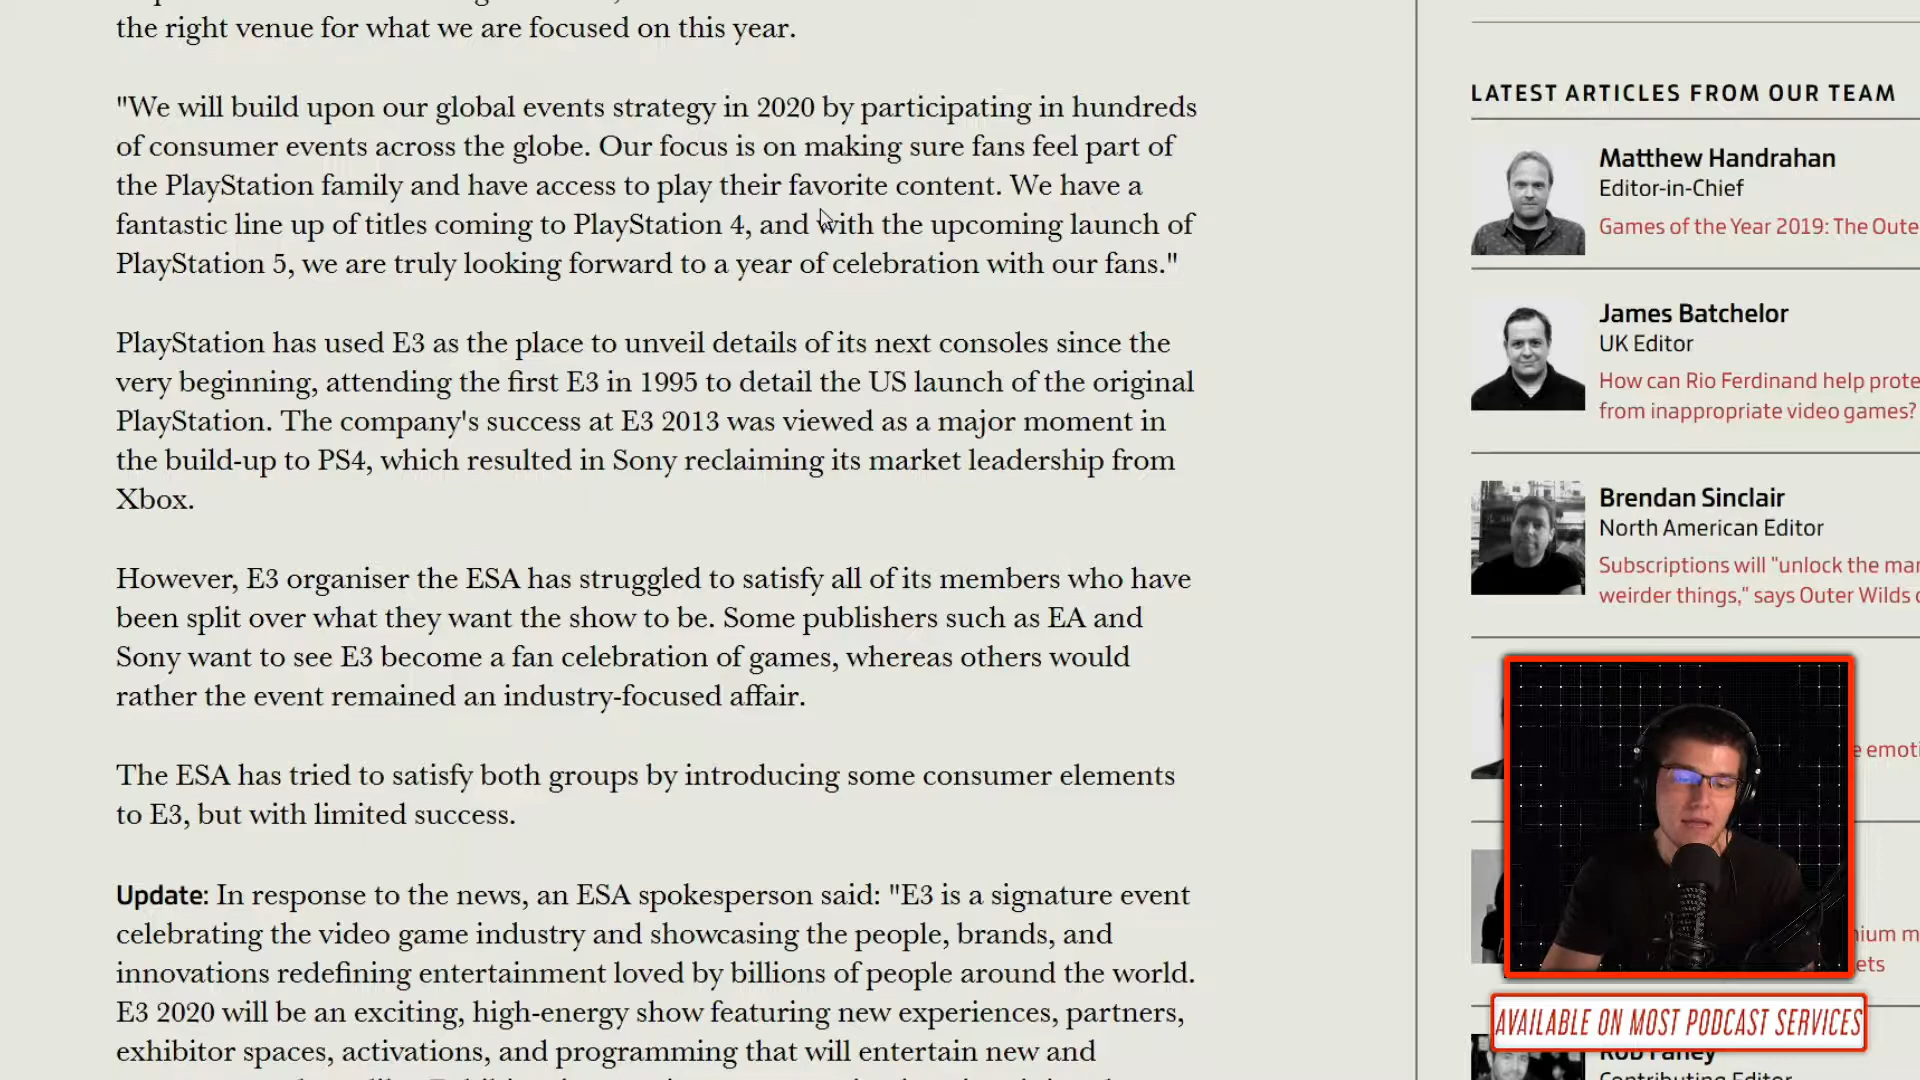 the right venue for what we are focused on this year.
"We will build upon our global events strategy in 2020 by participating in hundreds
of consumer events across the globe. Our focus is on making sure fans feel part of
the PlayStation family and have access to play their favorite content. We have a
fantastic line up of titles coming to PlayStation 4, and with the upcoming launch of
PlayStation 5, we are truly looking forward to a year of celebration with our fans."
PlayStation has used E3 as the place to unveil details of its next consoles since the
very beginning, attending the first E3 in 1995 to detail the US launch of the original
PlayStation. The company's success at E3 2013 was viewed as a major moment in
the build-up to PS4, which resulted in Sony reclaiming its market leadership from
Xbox.
However, E3 organiser the ESA has struggled to satisfy all of its members who have
been split over what they want the show to be. Some publishers such as EA and
Sony want to see E3 become a fan celebration of games, whereas others would
rather the event remained an industry-focused affair.
The ESA has tried to satisfy both groups by introducing some consumer elements
to E3, but with limited success.
Update: In response to the news, an ESA spokesperson said: "E3 is a signature event
celebrating the video game industry and showcasing the people, brands, and
innovations redefining entertainment loved by billions of people around the world.
E3 2020 will be an exciting, high-energy show featuring new experiences, partners,
exhibitor spaces, activations, and programming that will entertain new and
LATEST ARTICLES FROM OUR TEAM
Matthew Handrahan
Editor-in-Chief
Games of the Year 2019: The Oute
James Batchelor
UK Editor
How can Rio Ferdinand help prote
from inappropriate video games?
Brendan Sinclair
North American Editor
Subscriptions will "unlock the mar
weirder things," says Outer Wilds
e emoti
nium m
ets
AVAILABLE ON MOST PODCAST SERVICES
Rob Fahey
Contributing Editor